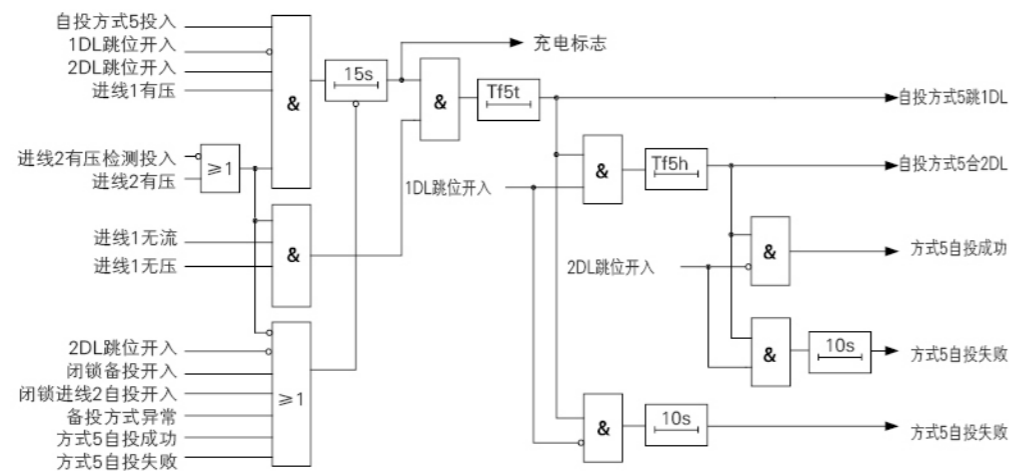 自投方式5投入
1DL跳位开入
2DL跳位开入
进线1有压
&
15s
充电标志
&
Tf5t
自投方式5跳1DL
进线2有压检测投入
进线2有压
≥1
1DL跳位开入
&
Tf5h
自投方式5合2DL
进线1无流
进线1无压
&
2DL跳位开入
&
方式5自投成功
2DL跳位开入
闭锁备投开入
闭锁进线2自投开入
备投方式异常
方式5自投成功
方式5自投失败
≥1
&
10s
方式5自投失败
&
10s
方式5自投失败